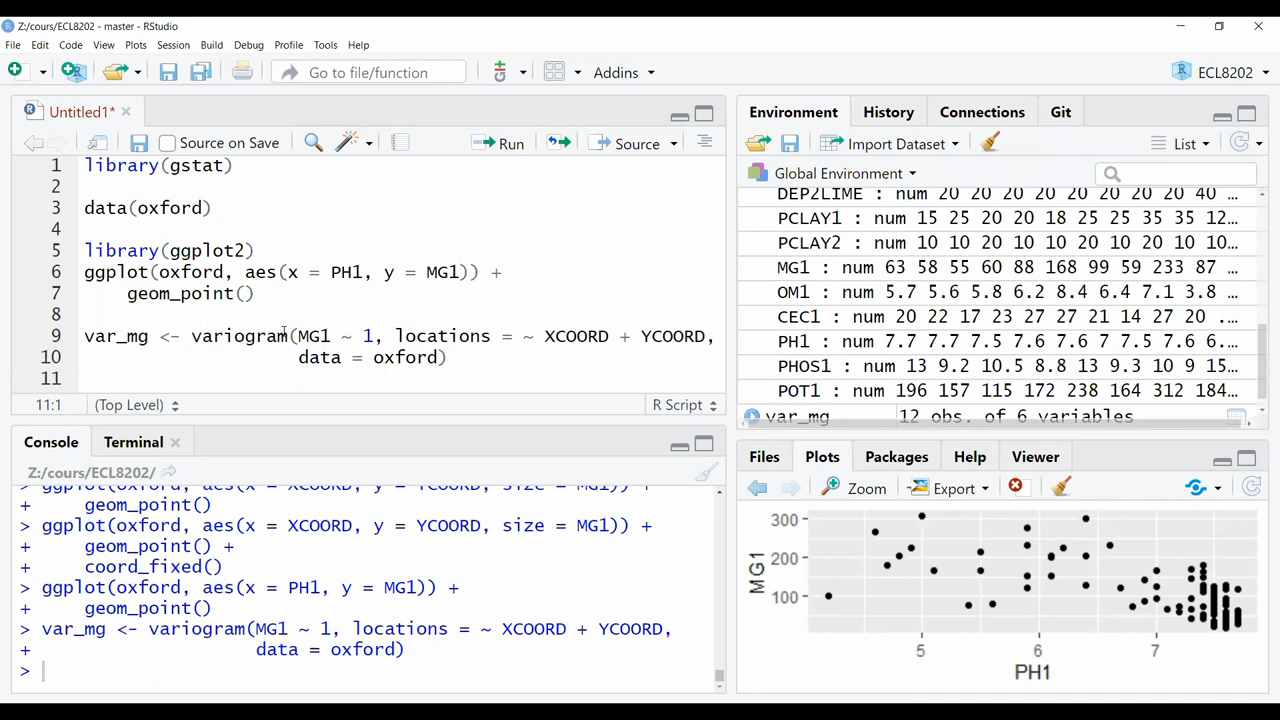 Z:/cours/ECL8202 - master - RStudio
File Edit Code View Plots Session Build Debug Profile Tools Help
Go to file/function Addins ECL8202
Untitled1*
Source on Save Run Source
1 library(gstat)
2
3 data(oxford)
4
5 library(ggplot2)
6 ggplot(oxford, aes(x = PH1, y = MG1)) +
7 geom_point()
8
9 var_mg <- variogram(MG1 ~ 1, locations = ~ XCOORD + YCOORD,
10 data = oxford)
11
11:1 (Top Level) R Script
Console Terminal
Z:/cours/ECL8202/
> ggplot(oxford, aes(x = XCOORD, y = YCOORD, size = MG1)) +
+ geom_point()
> ggplot(oxford, aes(x = XCOORD, y = YCOORD, size = MG1)) +
+ geom_point() +
+ coord_fixed()
> ggplot(oxford, aes(x = PH1, y = MG1)) +
+ geom_point()
> var_mg <- variogram(MG1 ~ 1, locations = ~ XCOORD + YCOORD,
+ data = oxford)
>
Environment History Connections Git
Import Dataset List
Global Environment
DEP2LIME : num 20 20 20 20 20 20 20 20 40 ...
PCLAY1 : num 15 25 20 20 18 25 25 35 35 12...
PCLAY2 : num 10 10 20 10 10 20 10 10 10 10...
MG1 : num 63 58 55 60 88 168 99 59 233 87 ...
OM1 : num 5.7 5.6 5.8 6.2 8.4 6.4 7.1 3.8 ...
CEC1 : num 20 22 17 23 27 27 21 14 27 20 ...
PH1 : num 7.7 7.7 7.5 7.6 7.6 7 7.5 7.6 6....
PHOS1 : num 13 9.2 10.5 8.8 13 9.3 10 9 15...
POT1 : num 196 157 115 172 238 164 312 184...
var_mg 12 obs. of 6 variables
Files Plots Packages Help Viewer
Zoom Export
300
200
100
MG1
5 6 7
PH1